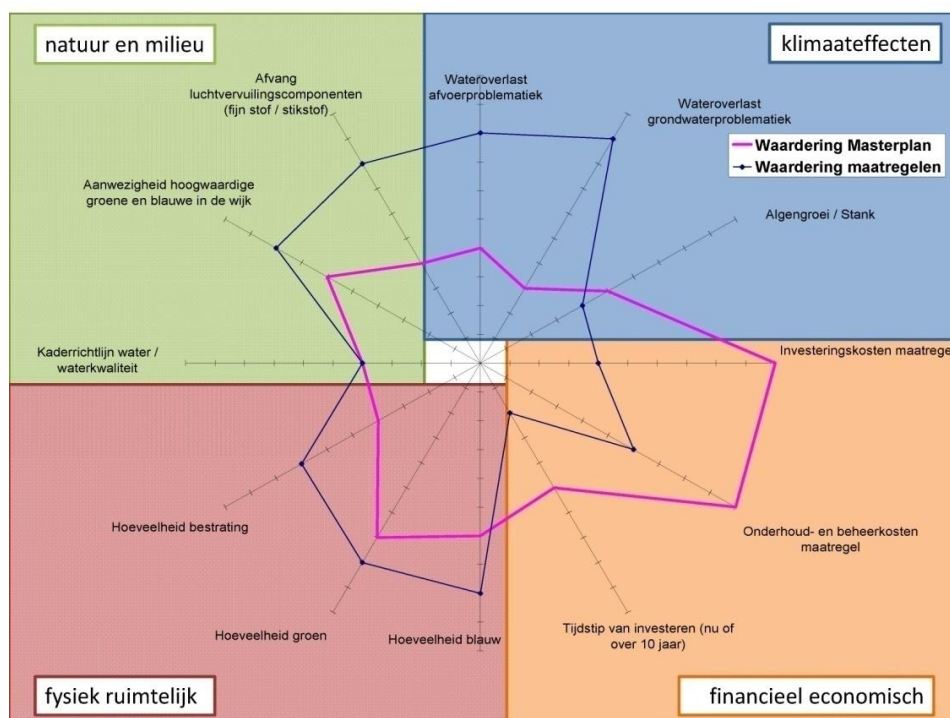 natuur en milieu
klimaateffecten
Afvang
luchtvervuilingscomponenten
(fijn stof / stikstof)
Wateroverlast
afvoerproblematiek
Wateroverlast
grondwaterproblematiek
Waardering Masterplan
Waardering maatregelen
Aanwezigheid hoogwaardige
groene en blauwe in de wijk
Algengroei / Stank
Kaderrichtlijn water /
waterkwaliteit
Investeringskosten maatregel
Hoeveelheid bestrating
Onderhoud- en beheerkosten
maatregel
Hoeveelheid groen
Hoeveelheid blauw
Tijdstip van investeren (nu of
over 10 jaar)
fysiek ruimtelijk
financieel economisch